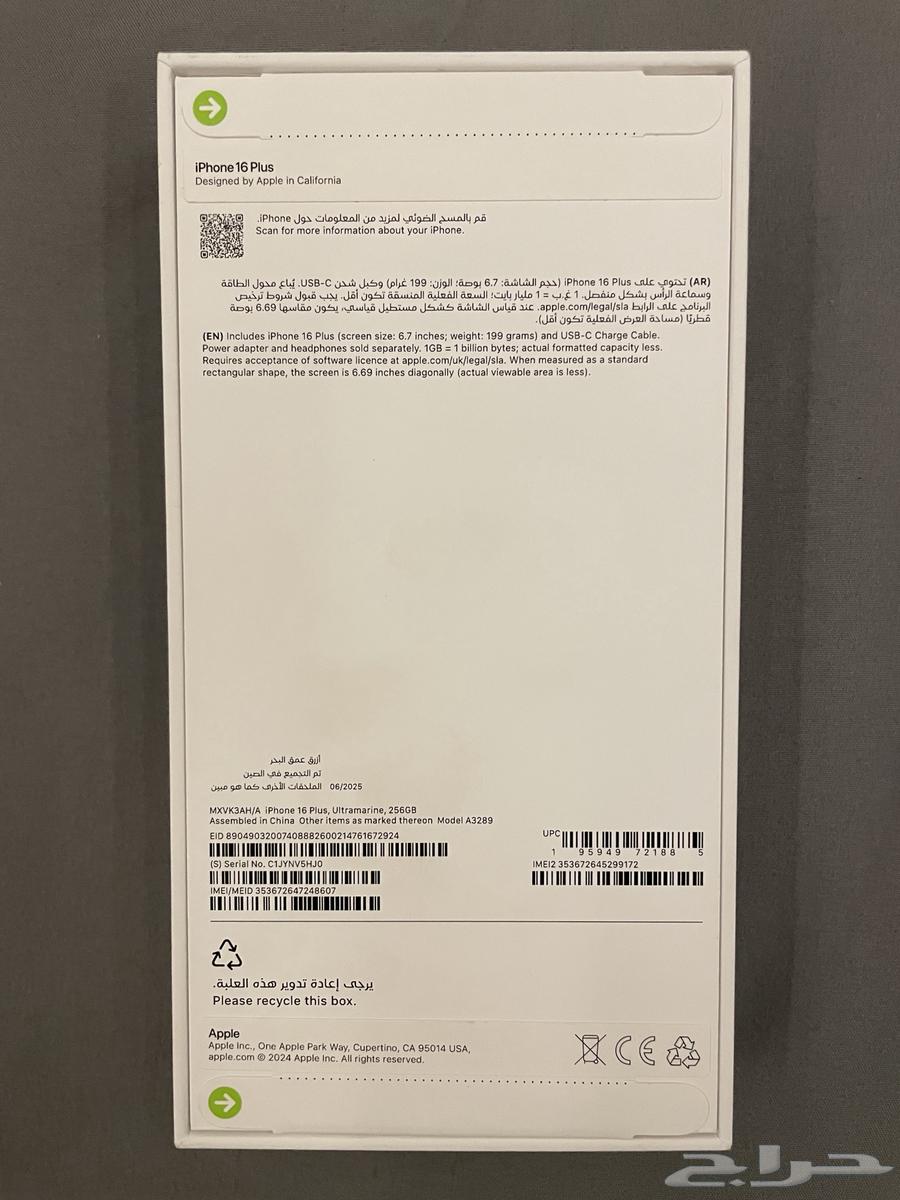 iPhone 16 Plus
Designed by Apple in California
قم بالمسح الضوئي لمزيد من المعلومات حول iPhone.
Scan for more information about your iPhone.
(AR) تحتوي على iPhone 16 Plus (حجم الشاشة: 6.7 بوصة؛ الوزن: 199 غرام) وكبل شحن USB-C. يُباع محول الطاقة
وسماعة الرأس بشكل منفصل. 1 غ.ب = 1 مليار بايت؛ السعة الفعلية المنسقة تكون أقل. يجب قبول شروط ترخيص
البرنامج على الرابط apple.com/legal/sla. عند قياس الشاشة كشكل مستطيل قياسي، يكون مقاسها 6.69 بوصة
قطريًا (مساحة العرض الفعلية تكون أقل).
(EN) Includes iPhone 16 Plus (screen size: 6.7 inches; weight: 199 grams) and USB-C Charge Cable.
Power adapter and headphones sold separately. 1GB = 1 billion bytes; actual formatted capacity less.
Requires acceptance of software licence at apple.com/uk/legal/sla. When measured as a standard
rectangular shape, the screen is 6.69 inches diagonally (actual viewable area is less).
أزرق عمق البحر
تم التجميع في الصين
الملحقات الأخرى كما هو مبين 06/2025
MXVK3AH/A iPhone 16 Plus, Ultramarine, 256GB
Assembled in China Other items as marked thereon Model A3289
EID 89049032007408882600214761672924
UPC
1 95949 72188 5
(S) Serial No. C1JYNV5HJ0
IMEI2 353672645299172
IMEI/MEID 353672647248607
يرجى إعادة تدوير هذه العلبة.
Please recycle this box.
Apple
Apple Inc., One Apple Park Way, Cupertino, CA 95014 USA,
apple.com © 2024 Apple Inc. All rights reserved.
CE
حراج